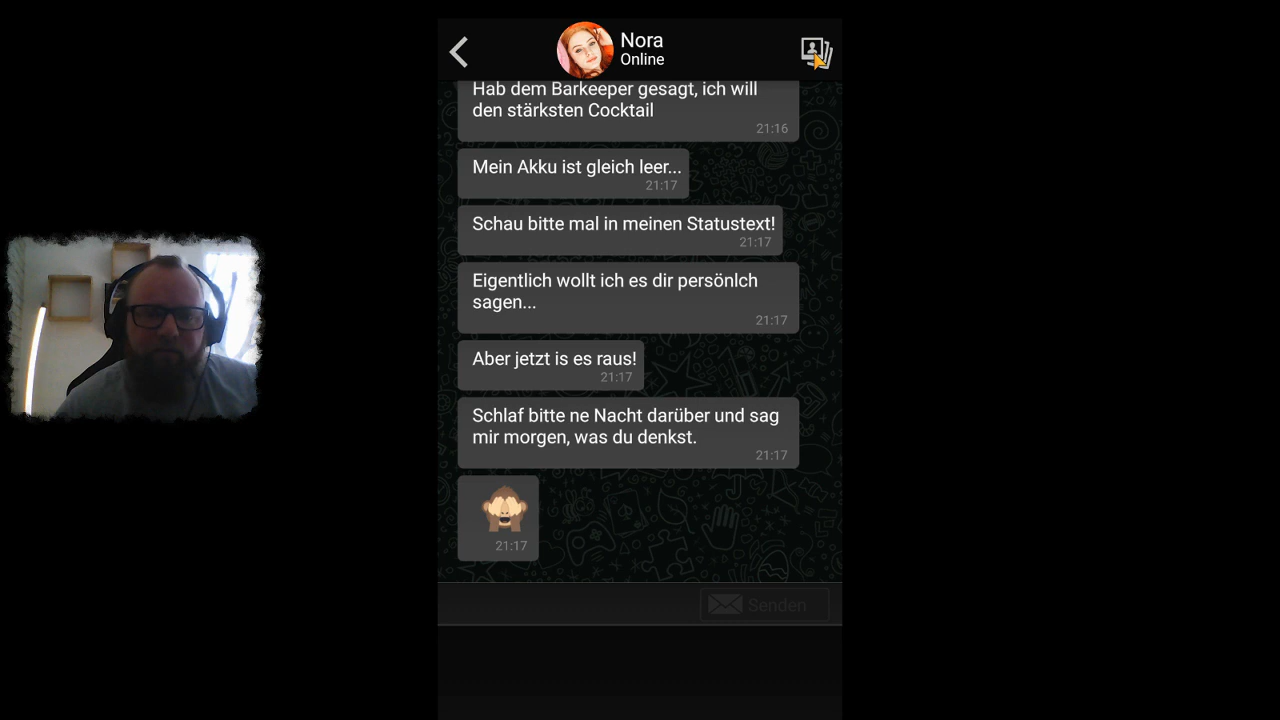 Nora
Online
Hab dem Barkeeper gesagt, ich will
den stärksten Cocktail
21:16
Mein Akku ist gleich leer...
21:17
Schau bitte mal in meinen Statustext!
21:17
Eigentlich wollt ich es dir persönlch
sagen...
21:17
Aber jetzt is es raus!
21:17
Schlaf bitte ne Nacht darüber und sag
mir morgen, was du denkst.
21:17
21:17
Senden